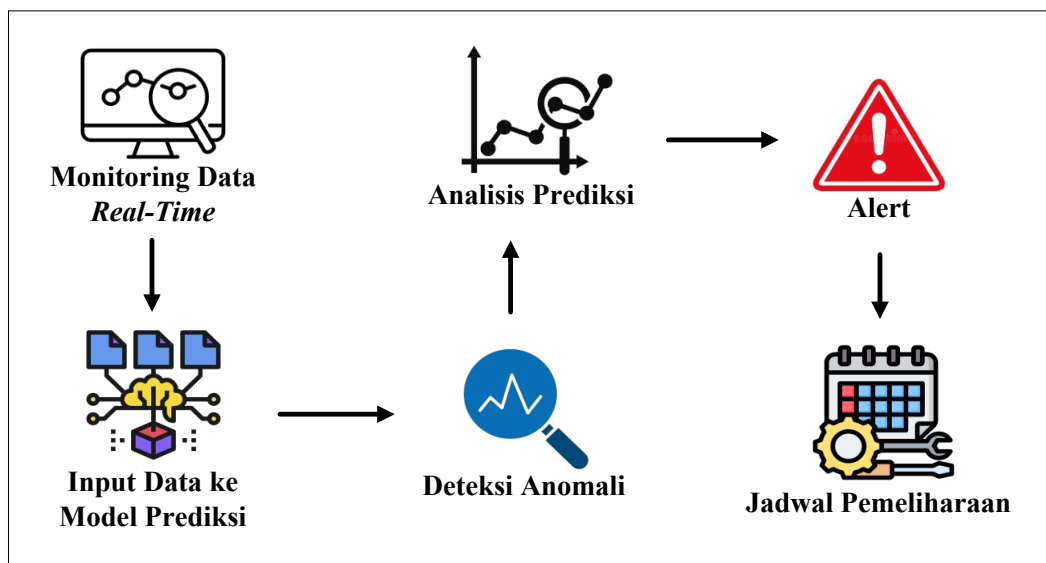 Monitoring Data
Real-Time
Input Data ke
Model Prediksi
Deteksi Anomali
Analisis Prediksi
Alert
Jadwal Pemeliharaan